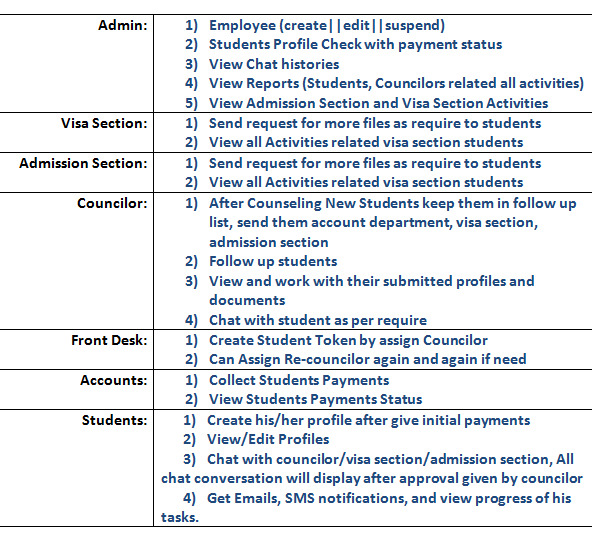 Admin: 1) Employee (create||edit||suspend)
2) Students Profile Check with payment status
3) View Chat histories
4) View Reports (Students, Councilors related all activities)
5) View Admission Section and Visa Section Activities
Visa Section: 1) Send request for more files as require to students
2) View all Activities related visa section students
Admission Section: 1) Send request for more files as require to students
2) View all Activities related visa section students
Councilor: 1) After Counseling New Students keep them in follow up
list, send them account department, visa section,
admission section
2) Follow up students
3) View and work with their submitted profiles and
documents
4) Chat with student as per require
Front Desk: 1) Create Student Token by assign Councilor
2) Can Assign Re-councilor again and again if need
Accounts: 1) Collect Students Payments
2) View Students Payments Status
Students: 1) Create his/her profile after give initial payments
2) View/Edit Profiles
3) Chat with councilor/visa section/admission section, All
chat conversation will display after approval given by councilor
4) Get Emails, SMS notifications, and view progress of his
tasks.